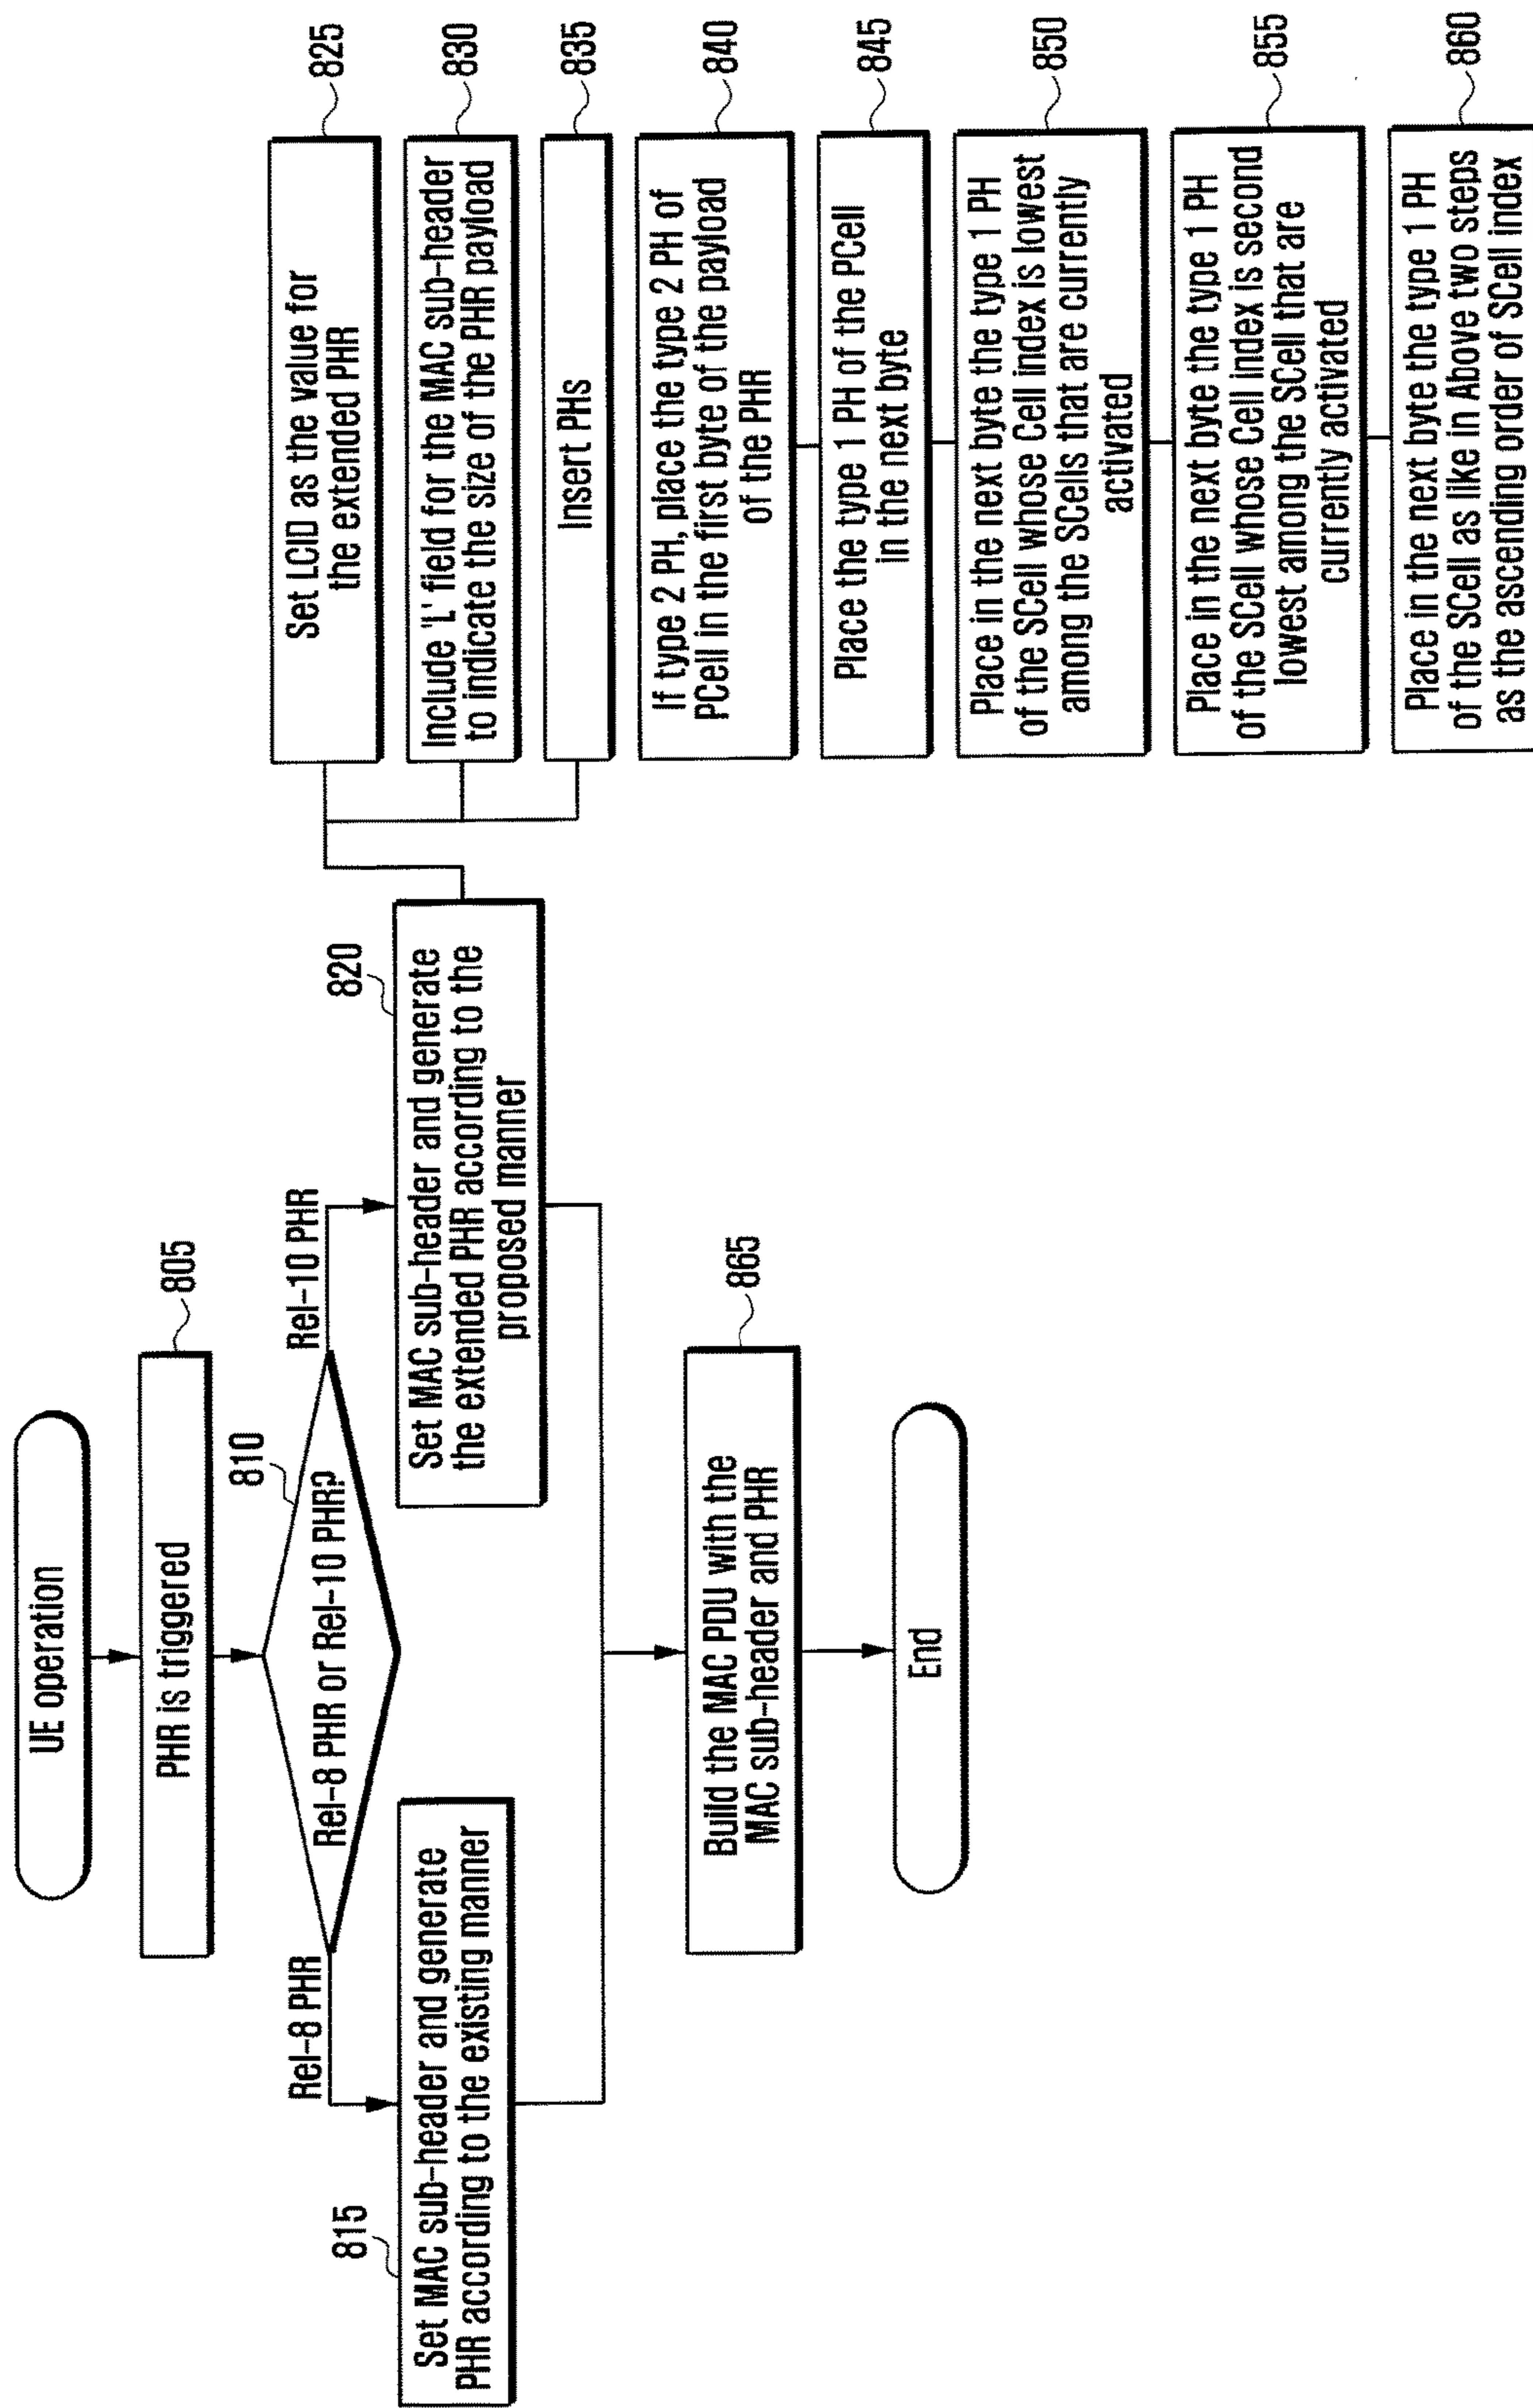 UE operation
PHR is triggered
805
810
Rel-8 PHR or Rel-10 PHR?
Rel-8 PHR
Rel-10 PHR
815
Set MAC sub-header and generate
PHR according to the existing manner
820
Set MAC sub-header and generate
the extended PHR according to the
proposed manner
Set LCID as the value for
the extended PHR
825
Include 'L' field for the MAC sub-header
to indicate the size of the PHR payload
830
Insert PHs
835
If type 2 PH, place the type 2 PH of
PCell in the first byte of the payload
of the PHR
840
Place the type 1 PH of the PCell
in the next byte
845
Place in the next byte the type 1 PH
of the SCell whose Cell index is lowest
among the SCells that are currently
activated
850
Place in the next byte of the type 1 PH
of the SCell whose Cell index is second
lowest among the SCell that are
currently activated
855
Place in the next byte the type 1 PH
of the SCell as like in Above two steps
as the ascending order of SCell index
860
Build the MAC PDU with the
MAC sub-header and PHR
865
End